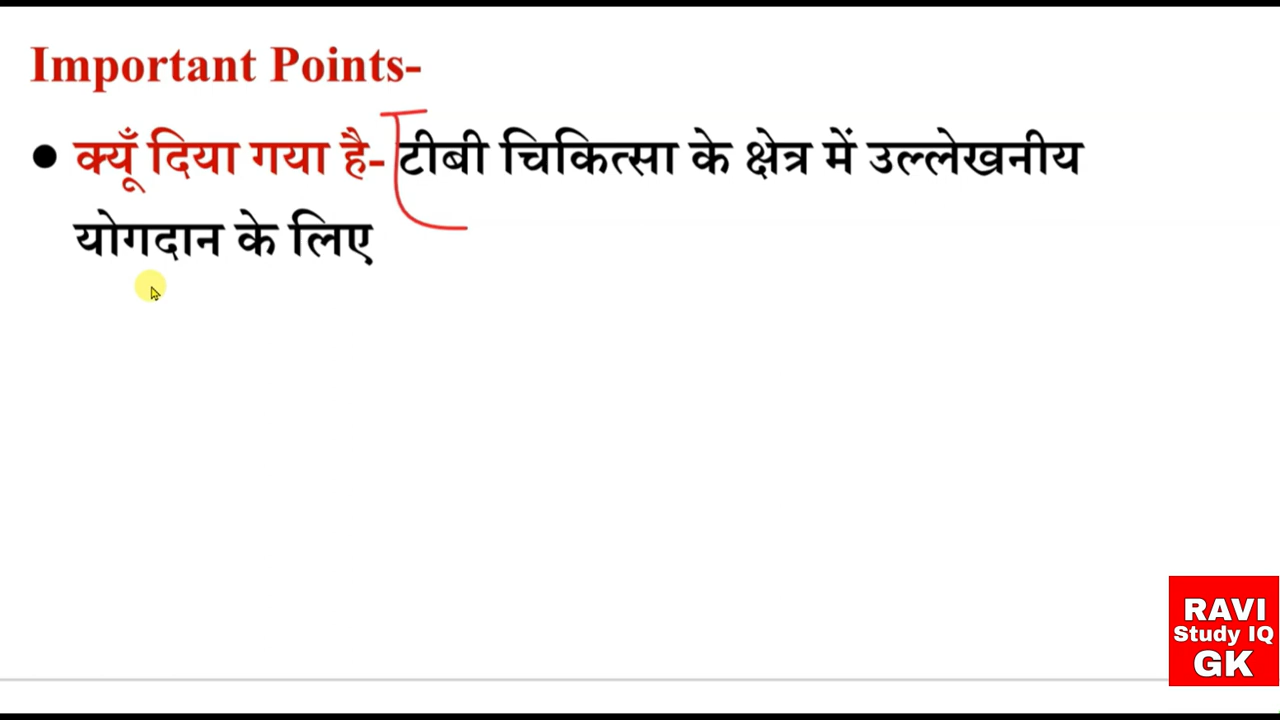 Important Points-
● क्यूँ दिया गया है- टीबी चिकित्सा के क्षेत्र में उल्लेखनीय
योगदान के लिए
RAVI
Study IQ
GK